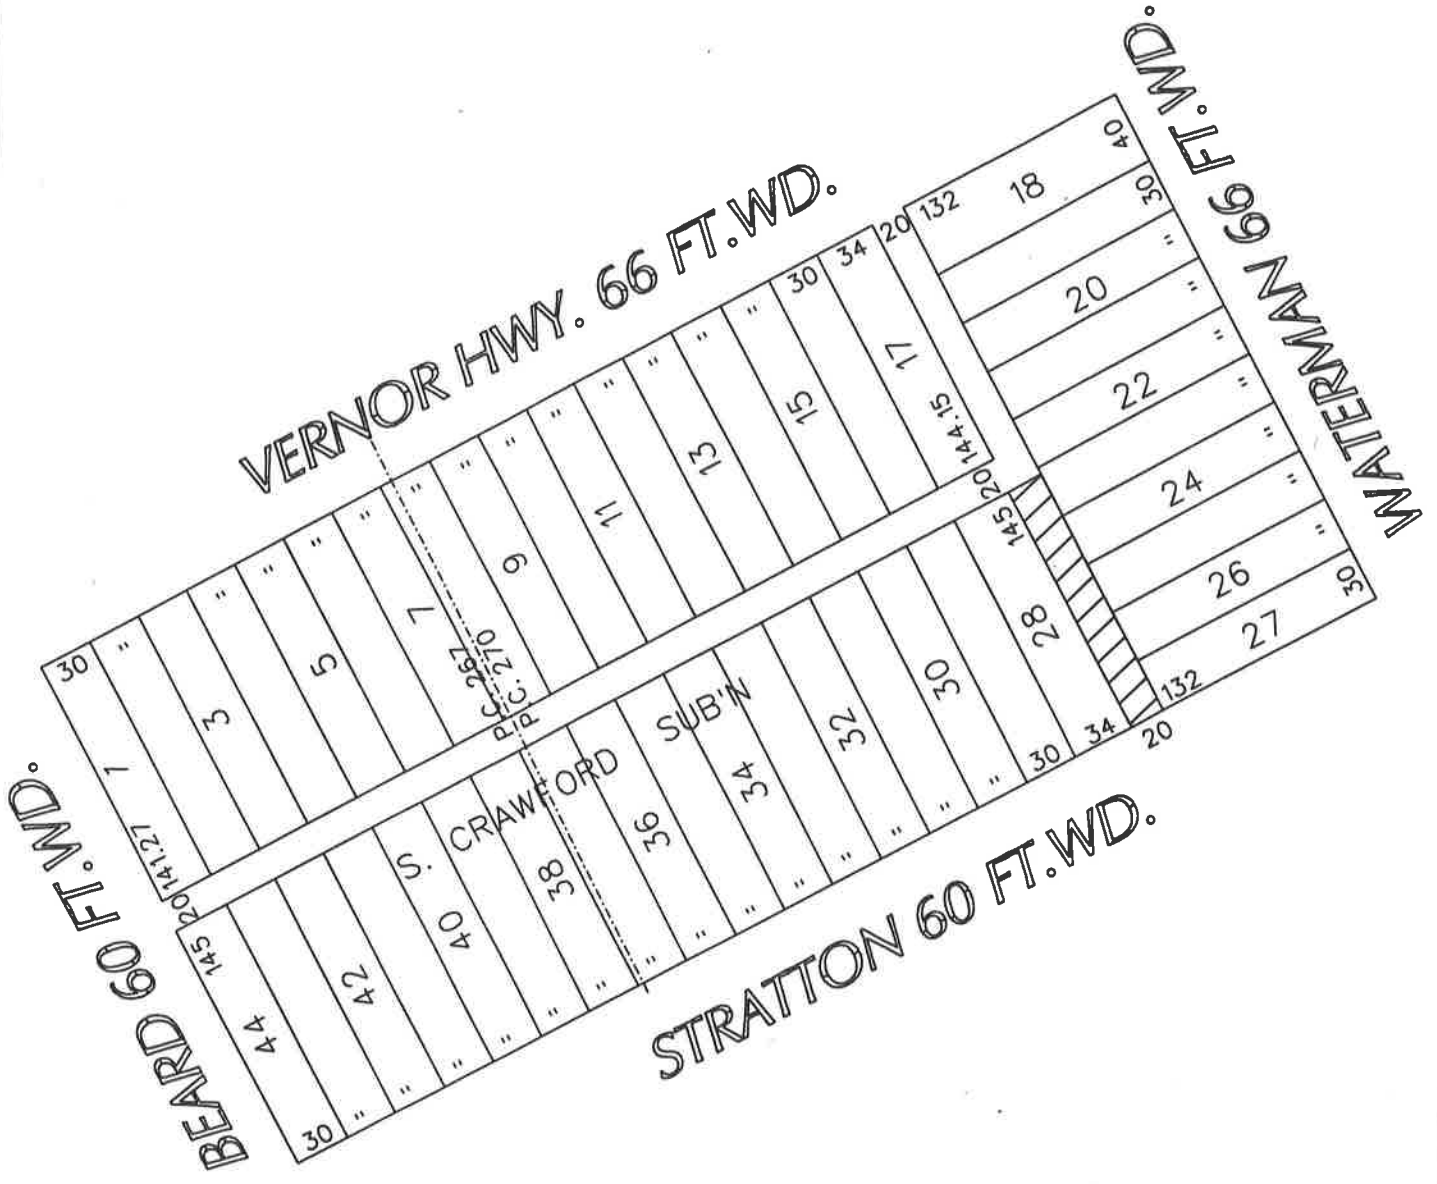 VERNOR HWY. 66 FT.WD.
WATERMAN 66 FT.WD.
BEARD 60 FT.WD.
STRATTON 60 FT.WD.
S. CRAWFORD SUB'N
P.C. 267
P.C. 270
30 " " " " " " " " " " " " " 30 34 20
1 3 5 7 9 11 13 15 17
141.27
144.15
20
20
132 18 40
30
20 "
"
22 "
"
24 "
"
26 "
27 30
132
20
145
145
44 42 40 38 36 34 32 30 28
30 " " " " " " " " " " " " " " 30 34